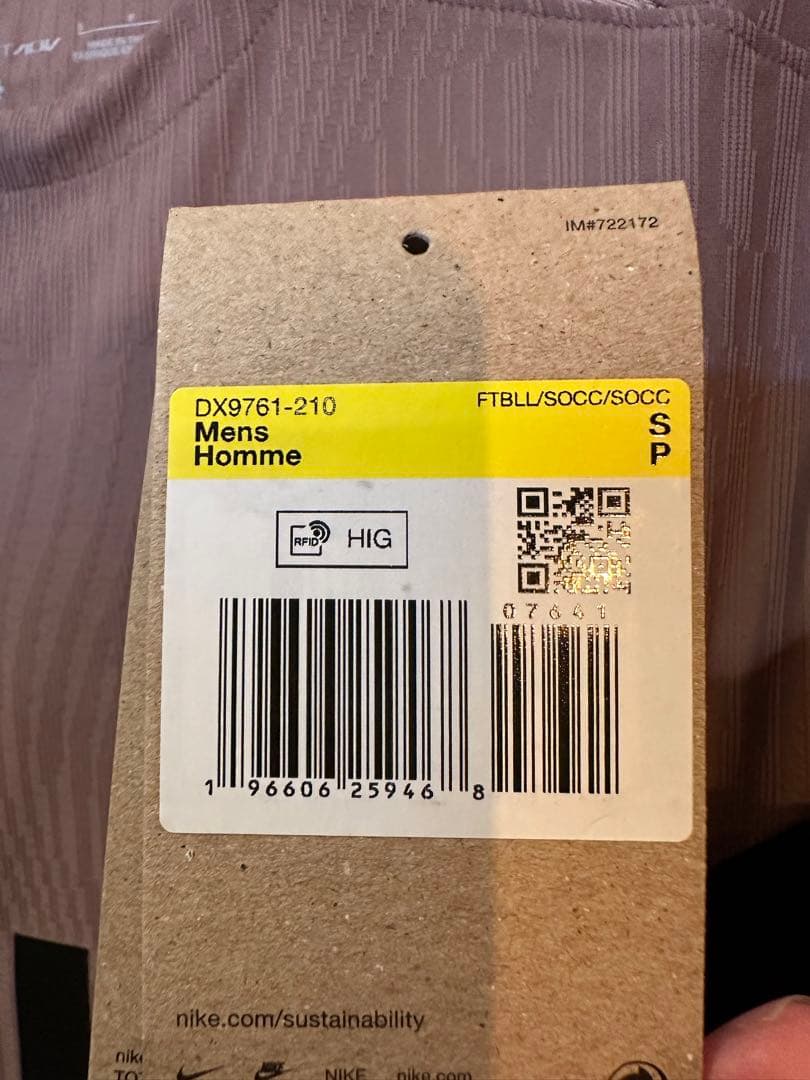 IM#722172
DX9761-210
FTBLL/SOCC/SOCC
Mens
S
Homme
P
RFID HIG
07641
1 96606 25946 8
nike.com/sustainability
NIKE nike.com